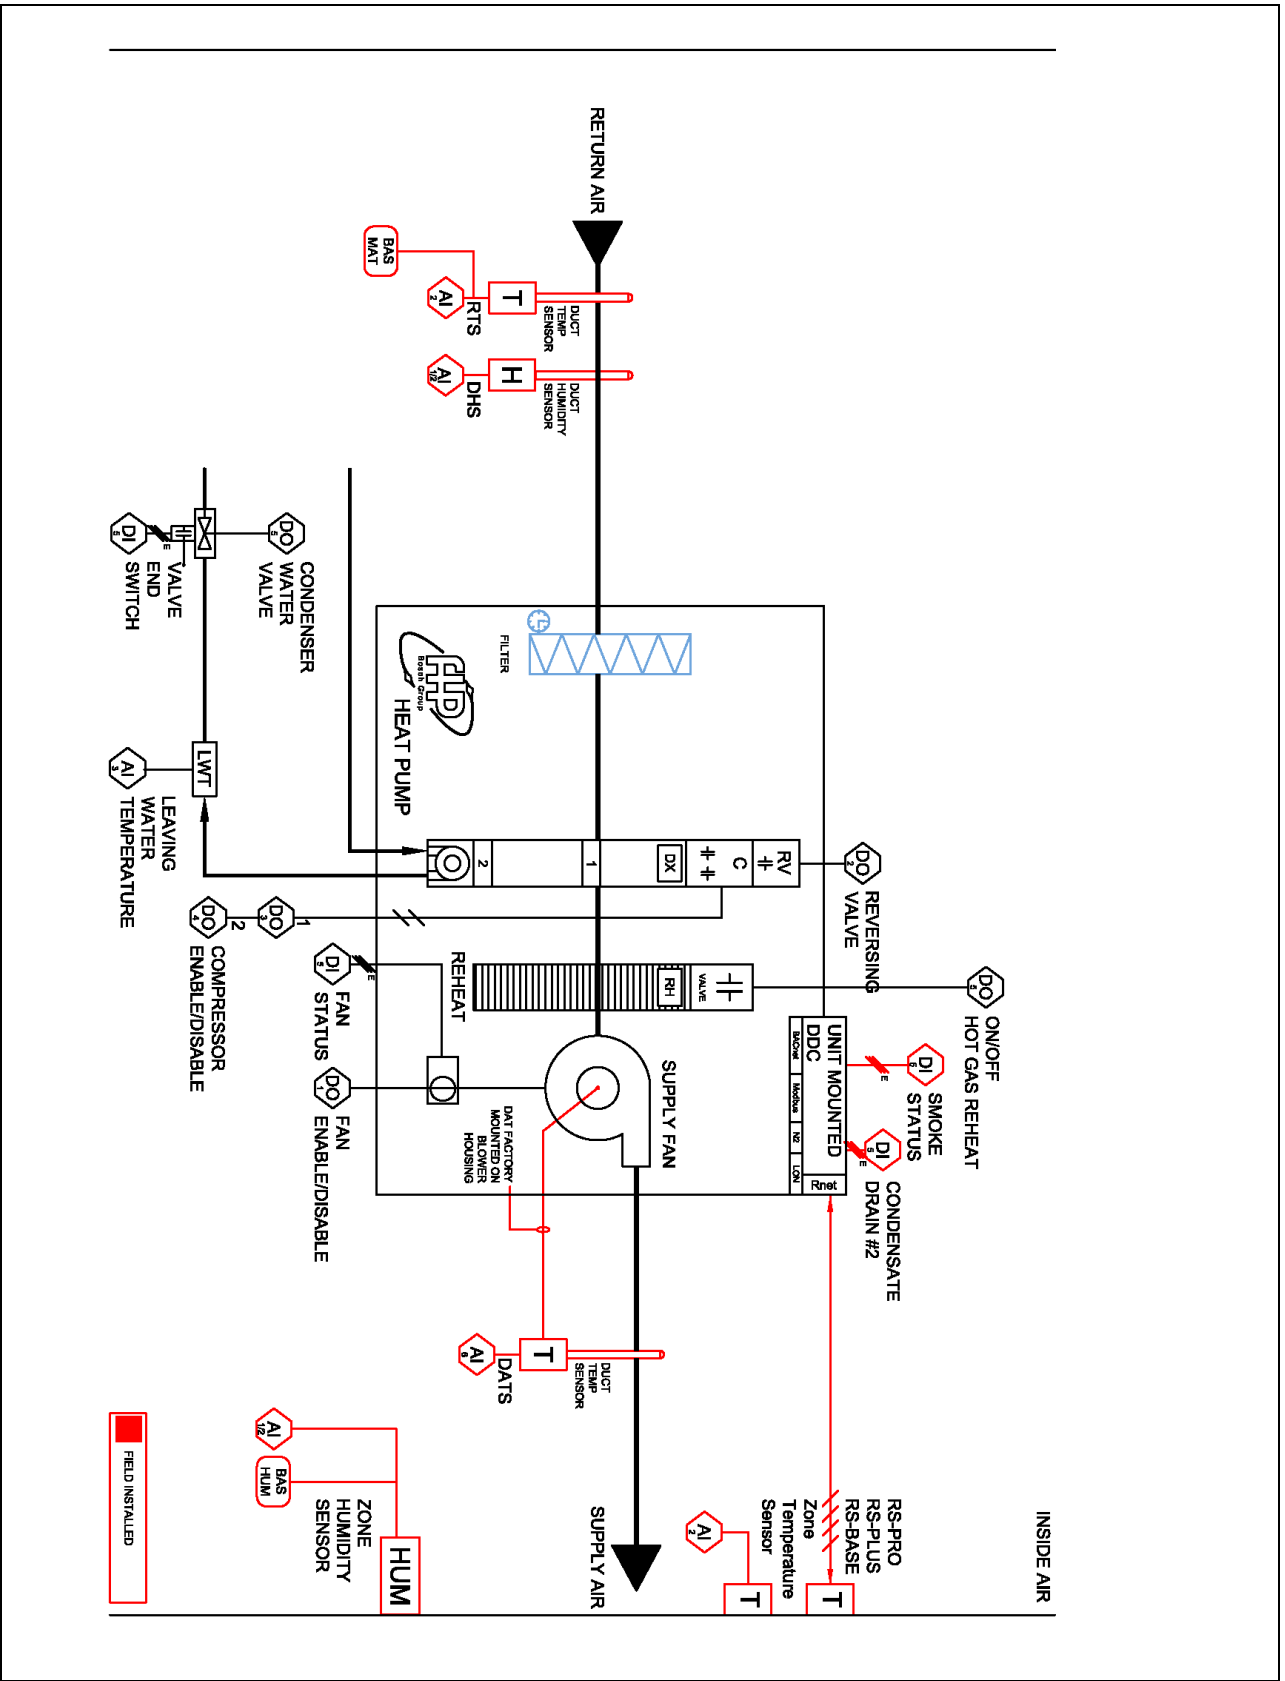 INSIDE AIR
RETURN AIR
BAS
MAT
AI
2
RTS
T
DUCT
TEMP
SENSOR
AI
1/2
DHS
H
DUCT
HUMIDITY
SENSOR
DO
5
CONDENSER
WATER
VALVE
DI
5
E
VALVE
END
SWITCH
LWT
AI
3
LEAVING
WATER
TEMPERATURE
FILTER
FHP
Bosch Group
HEAT PUMP
RV
C
DX
1
2
DO
2
REVERSING
VALVE
DO
3
1
DO
4
2
COMPRESSOR
ENABLE/DISABLE
REHEAT
VALVE
RH
DO
5
ON/OFF
HOT GAS REHEAT
DI
5
E
FAN
STATUS
DO
1
FAN
ENABLE/DISABLE
SUPPLY FAN
DAT FACTORY
MOUNTED ON
BLOWER
HOUSING
UNIT MOUNTED
DDC
BACnet
Modbus
N2
LON
Rnet
DI
5
E
SMOKE
STATUS
DI
5
E
CONDENSATE
DRAIN #2
DUCT
TEMP
SENSOR
T
AI
6
DATS
SUPPLY AIR
RS-PRO
RS-PLUS
RS-BASE
Zone
Temperature
Sensor
T
AI
2
T
AI
1/2
BAS
HUM
ZONE
HUMIDITY
SENSOR
HUM
FIELD INSTALLED